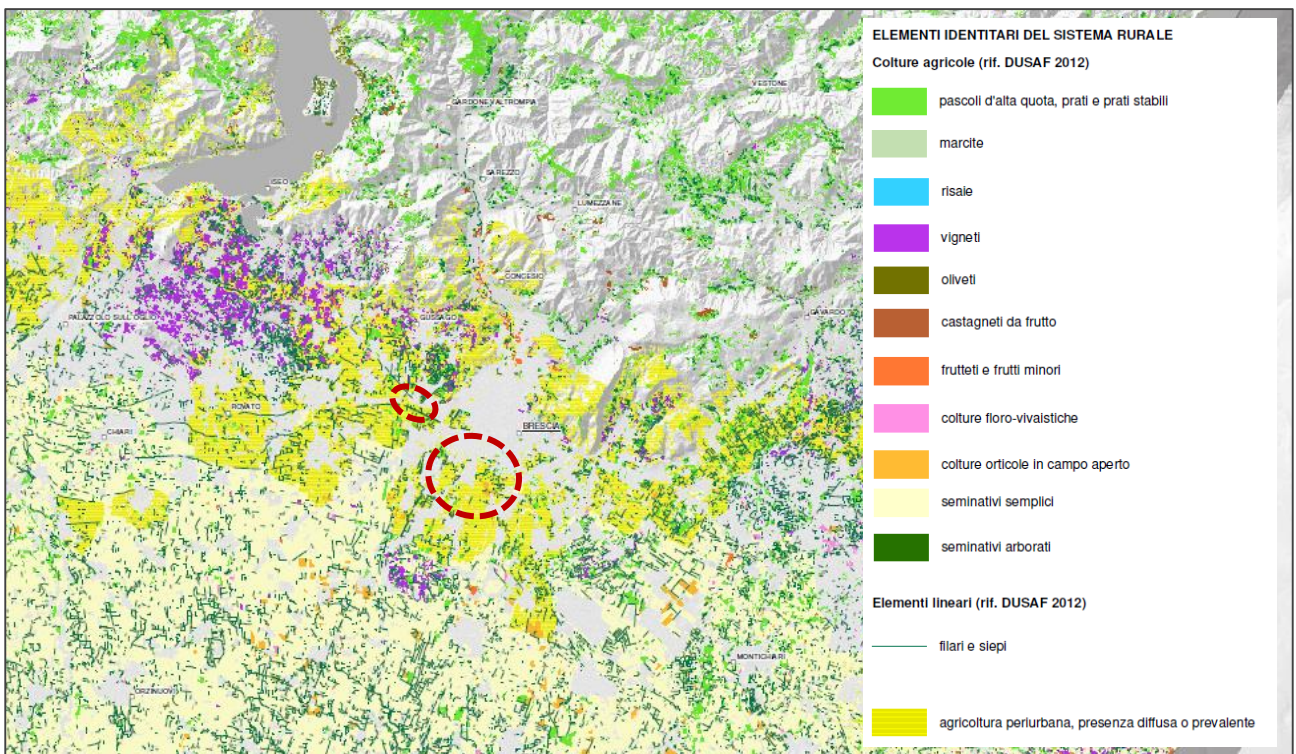 ELEMENTI IDENTITARI DEL SISTEMA RURALE
Colture agricole (rif. DUSAF 2012)
pascoli d'alta quota, prati e prati stabili
marcite
risaie
vigneti
oliveti
castagneti da frutto
frutteti e frutti minori
colture floro-vivaistiche
colture orticole in campo aperto
seminativi semplici
seminativi arborati
Elementi lineari (rif. DUSAF 2012)
filari e siepi
agricoltura periurbana, presenza diffusa o prevalente
VESTONE
GARDONE VALTROMPIA
SAREZZO
ISEO
LUMEZZANE
CONCESIO
GAVARDO
PALAZZOLO SULL'OGLIO
GUSSAGO
ROVATO
BRESCIA
CHIARI
MONTICHIARI
ORZINUOVI